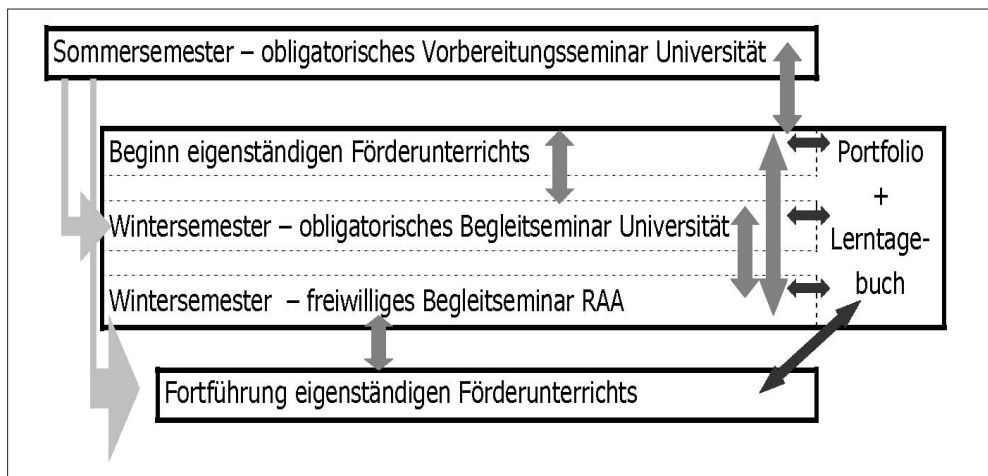 Sommersemester – obligatorisches Vorbereitungsseminar Universität
Beginn eigenständigen Förderunterrichts
Wintersemester – obligatorisches Begleitseminar Universität
Wintersemester – freiwilliges Begleitseminar RAA
Portfolio
+
Lerntage-
buch
Fortführung eigenständigen Förderunterrichts